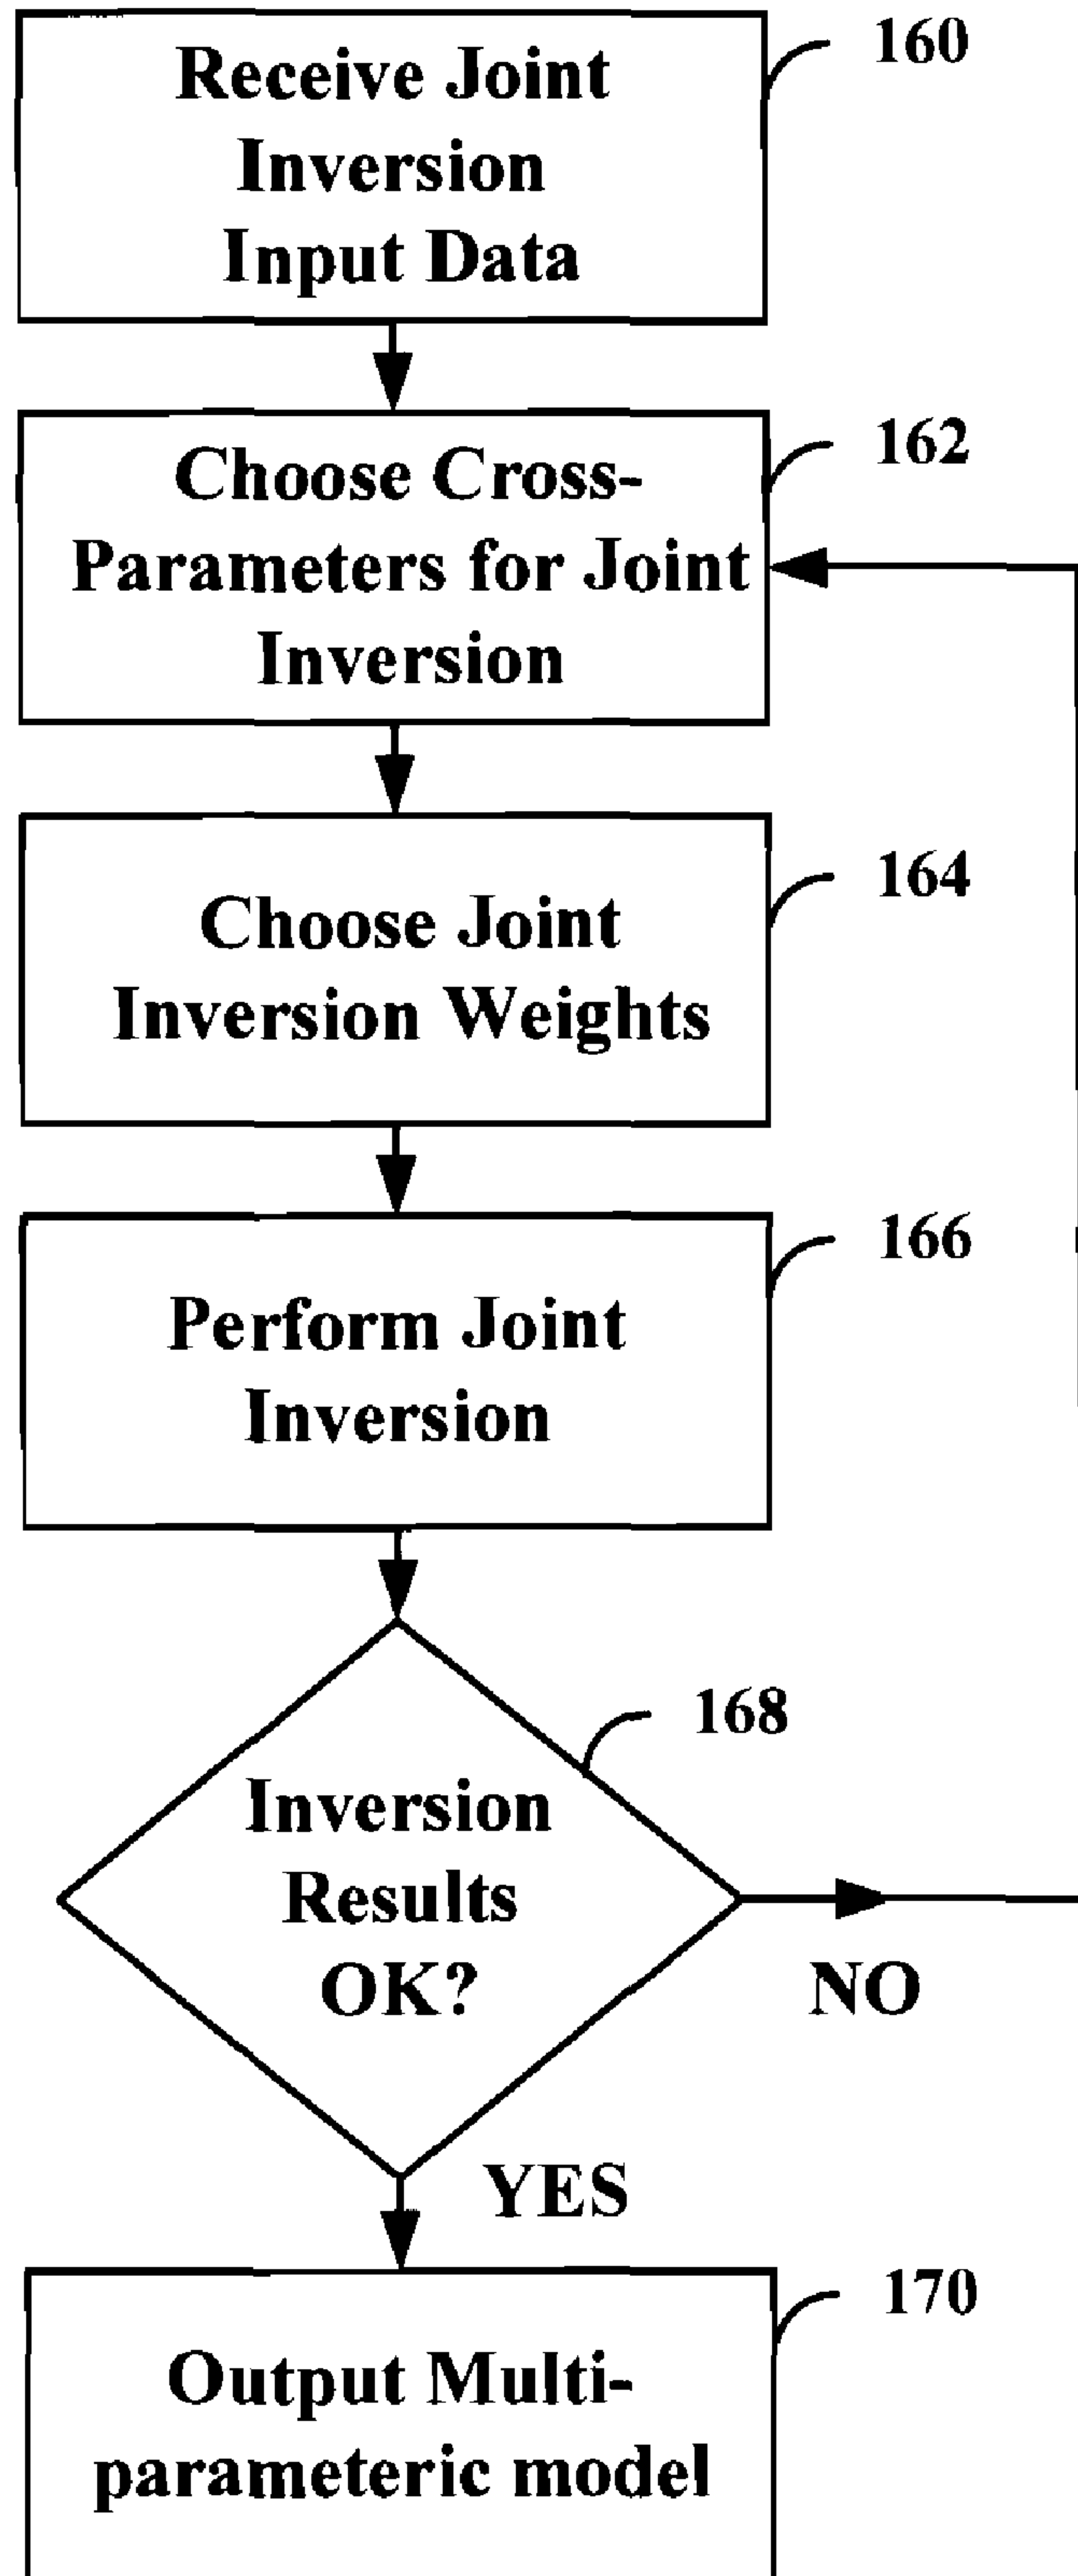 Receive Joint
Inversion
Input Data
160
Choose Cross-
Parameters for Joint
Inversion
162
Choose Joint
Inversion Weights
164
Perform Joint
Inversion
166
Inversion
Results
OK?
168
NO
YES
Output Multi-
parameteric model
170